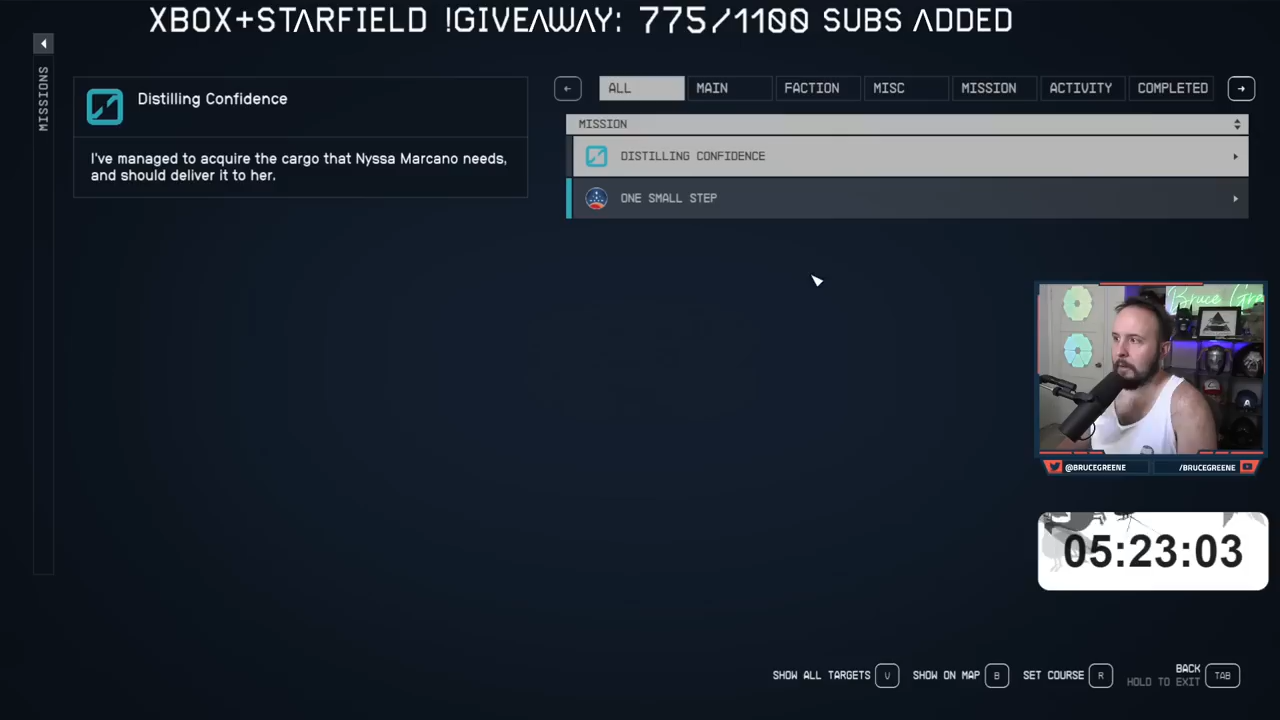 XBOX+STARFIELD !GIVEAWAY: 775/1100 SUBS ADDED
MISSIONS
Distilling Confidence
I've managed to acquire the cargo that Nyssa Marcano needs,
and should deliver it to her.
ALL MAIN FACTION MISC MISSION ACTIVITY COMPLETED
MISSION
DISTILLING CONFIDENCE
ONE SMALL STEP
Bruce Gre
@BRUCEGREENE /BRUCEGREENE
05:23:03
SHOW ALL TARGETS V SHOW ON MAP B SET COURSE R BACK TAB
HOLD TO EXIT